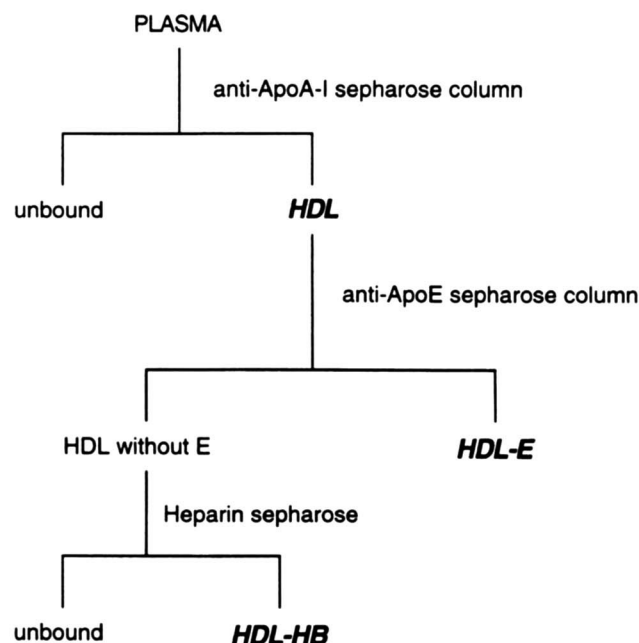 PLASMA
anti-ApoA-I sepharose column
unbound
HDL
anti-ApoE sepharose column
HDL without E
HDL-E
Heparin sepharose
unbound
HDL-HB